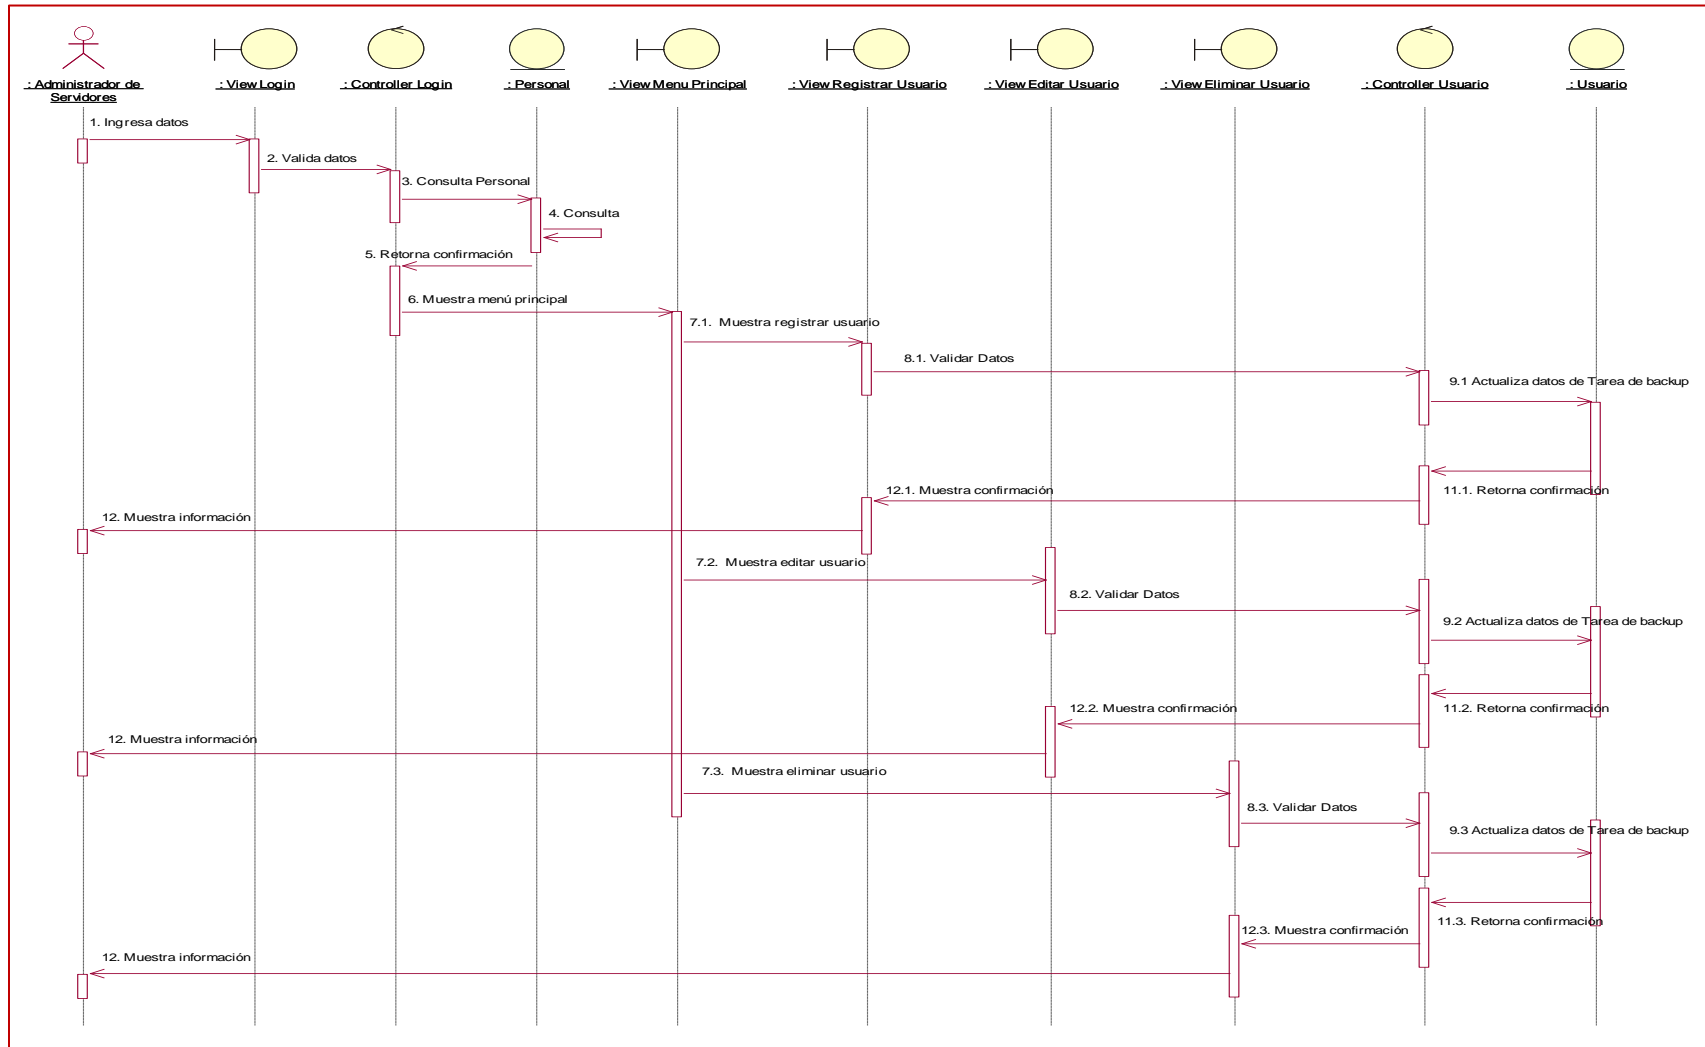 : Administrador de
Servidores
: View Login
: Controller Login
: Personal
: View Menu Principal
: View Registrar Usuario
: View Editar Usuario
: View Eliminar Usuario
: Controller Usuario
: Usuario
1. Ingresa datos
2. Valida datos
3. Consulta Personal
4. Consulta
5. Retorna confirmación
6. Muestra menú principal
7.1. Muestra registrar usuario
8.1. Validar Datos
9.1 Actualiza datos de Tarea de backup
11.1. Retorna confirmación
12.1. Muestra confirmación
12. Muestra información
7.2. Muestra editar usuario
8.2. Validar Datos
9.2 Actualiza datos de Tarea de backup
11.2. Retorna confirmación
12.2. Muestra confirmación
12. Muestra información
7.3. Muestra eliminar usuario
8.3. Validar Datos
9.3 Actualiza datos de Tarea de backup
11.3. Retorna confirmación
12.3. Muestra confirmación
12. Muestra información